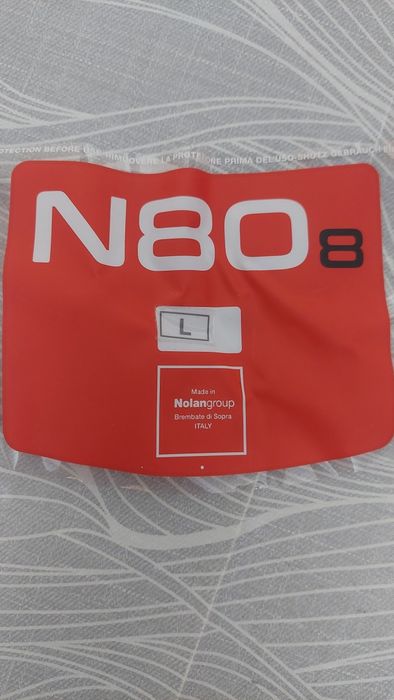 PROTECTION BEFORE USE-RIMUOVERE LA PROTEZIONE PRIMA DEL USO-SHUTZ GEBRAUCH
N80 8
L
Made in
Nolangroup
Brembate di Sopra
ITALY